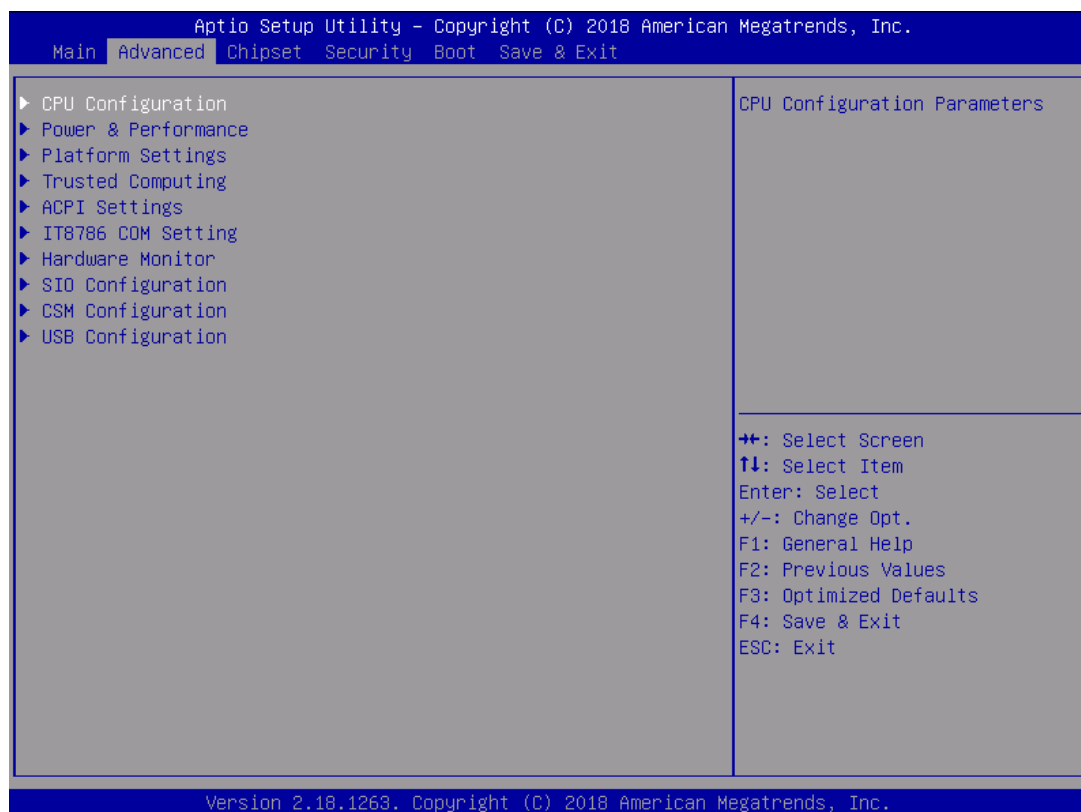 Aptio Setup Utility – Copyright (C) 2018 American Megatrends, Inc.
Main Advanced Chipset Security Boot Save & Exit
► CPU Configuration
► Power & Performance
► Platform Settings
► Trusted Computing
► ACPI Settings
► IT8786 COM Setting
► Hardware Monitor
► SIO Configuration
► CSM Configuration
► USB Configuration
CPU Configuration Parameters
→←: Select Screen
↑↓: Select Item
Enter: Select
+/-: Change Opt.
F1: General Help
F2: Previous Values
F3: Optimized Defaults
F4: Save & Exit
ESC: Exit
Version 2.18.1263. Copyright (C) 2018 American Megatrends, Inc.